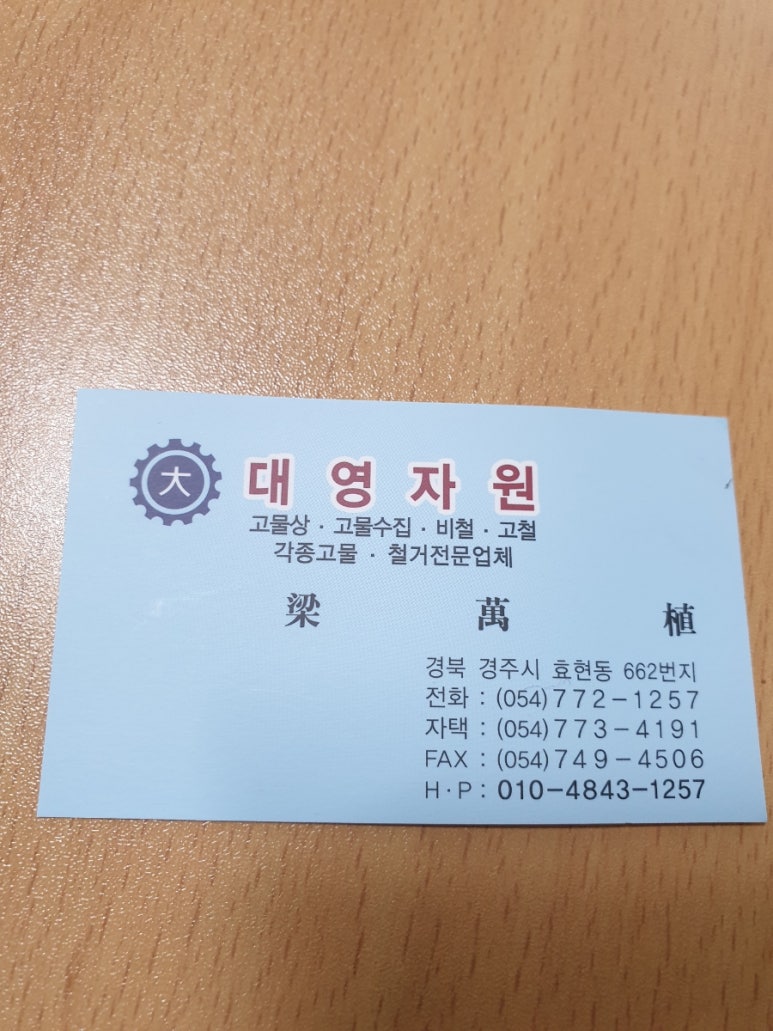 大 대영자원
고물상 · 고물수집 · 비철 · 고철
각종고물 · 철거전문업체
梁 萬 植
경북 경주시 효현동 662번지
전화 : (054)772-1257
자택 : (054)773-4191
FAX : (054)749-4506
H·P : 010-4843-1257